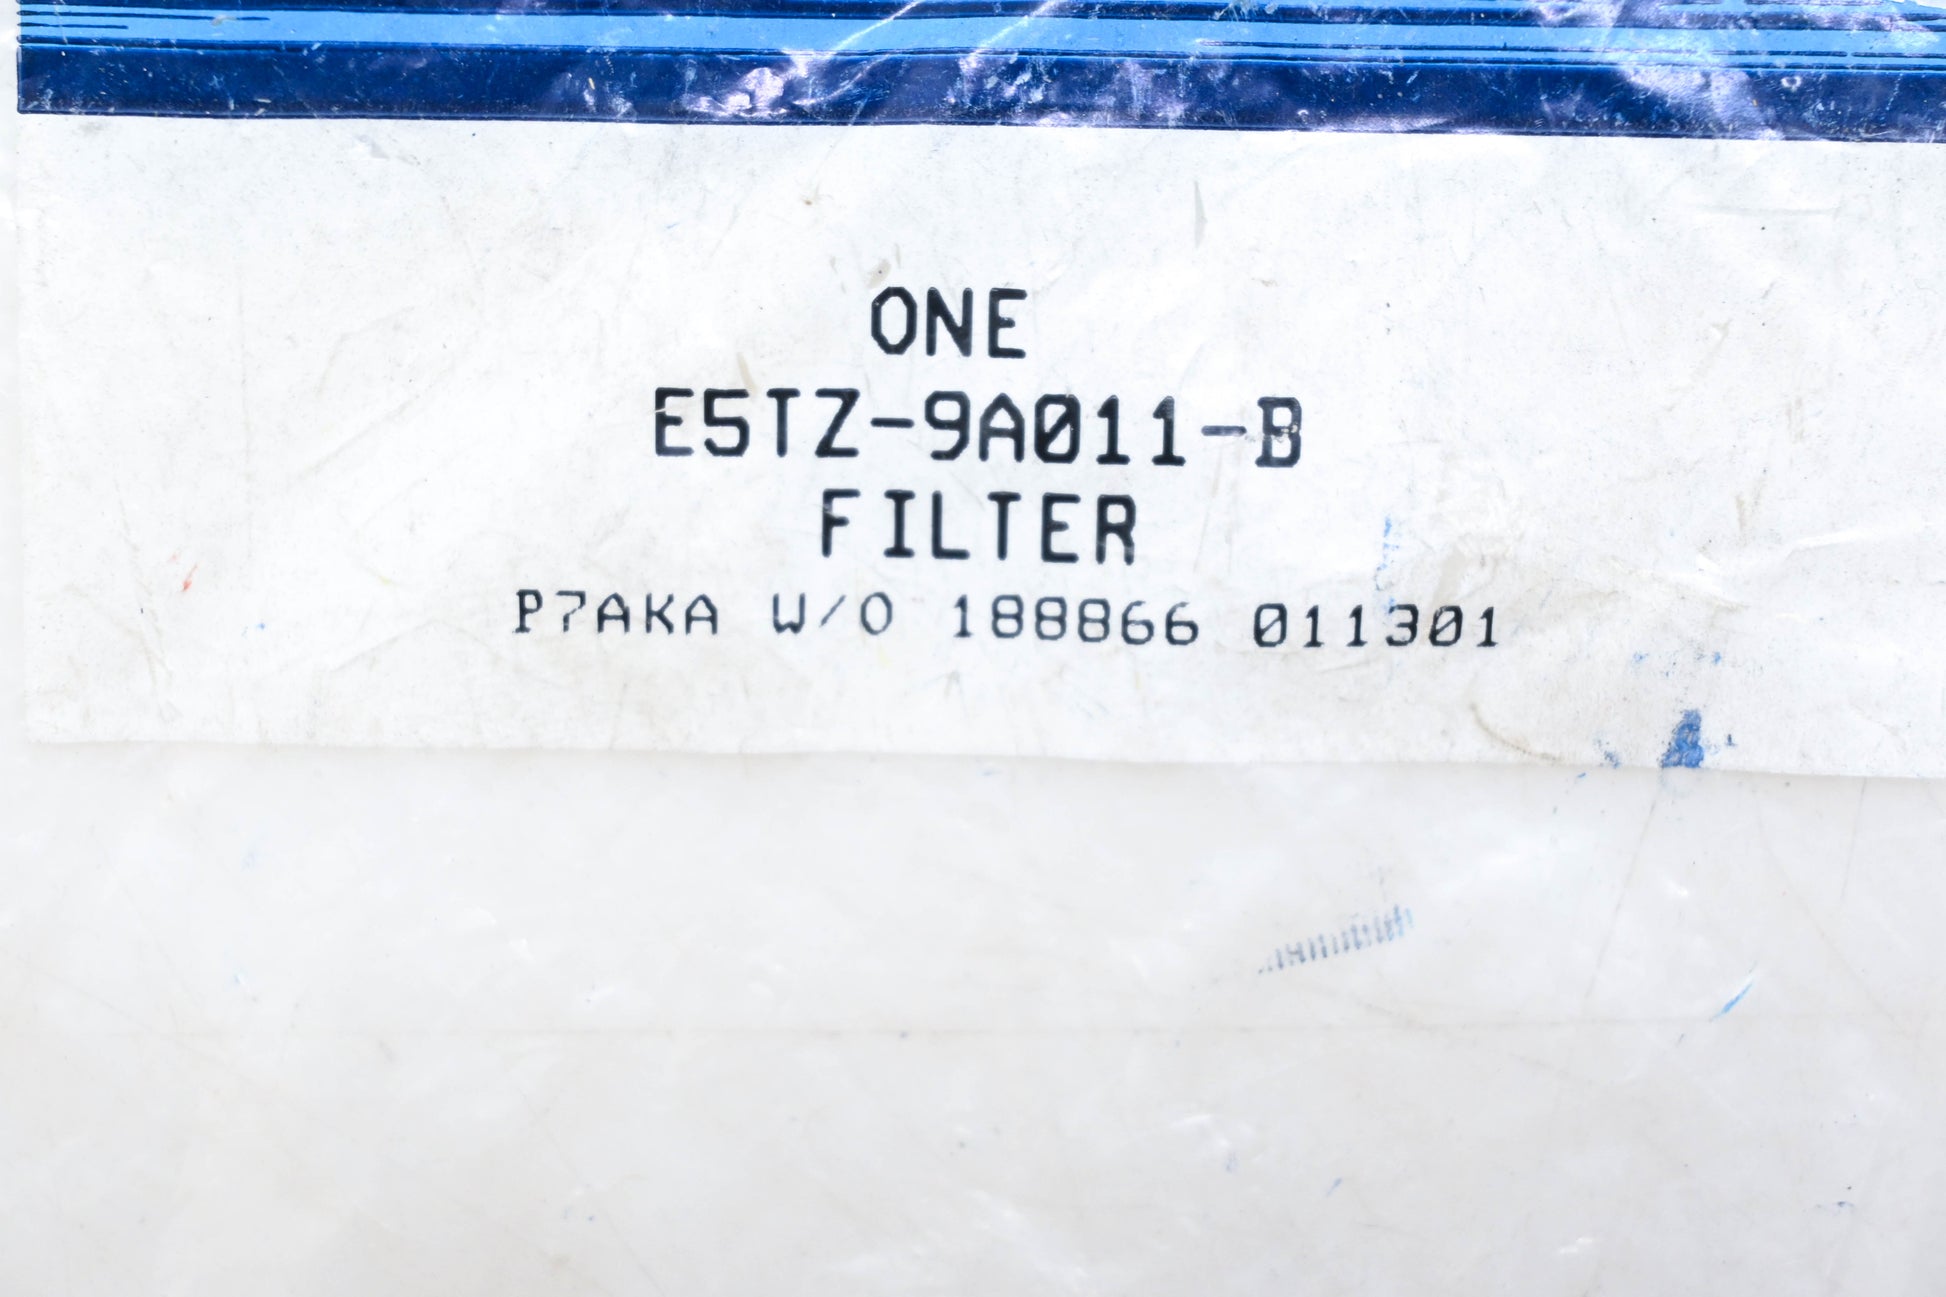 ONE
E5TZ-9A011-B
FILTER
P7AKA W/O 188866 011301